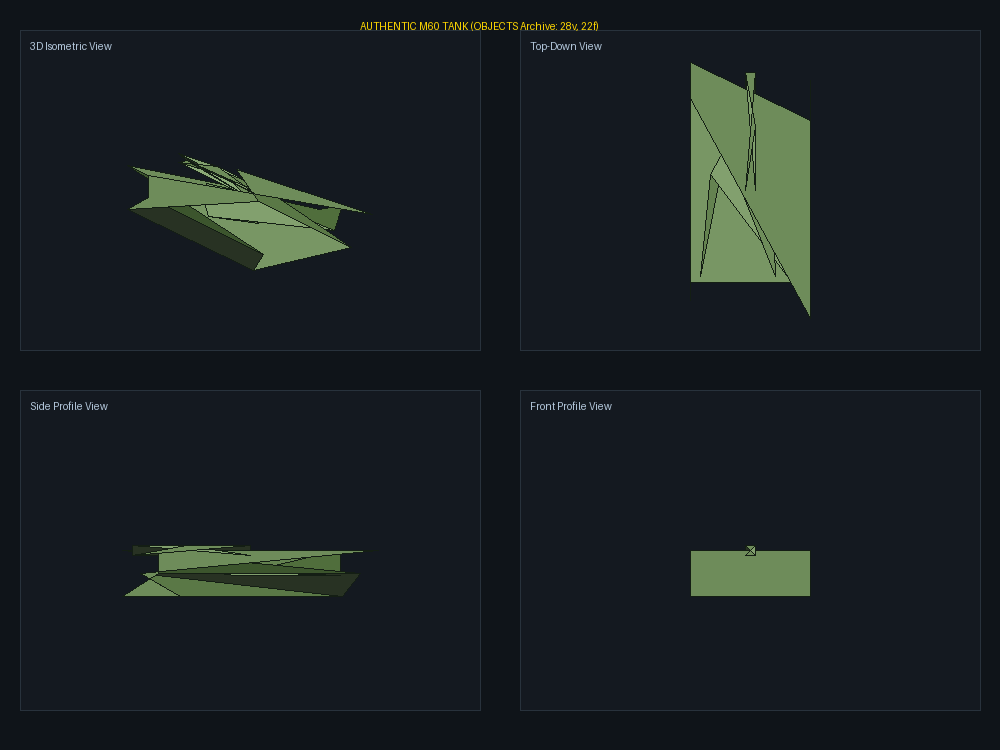 AUTHENTIC M60 TANK (OBJECTS Archive: 28v, 22f)
3D Isometric View
Top-Down View
Side Profile View
Front Profile View